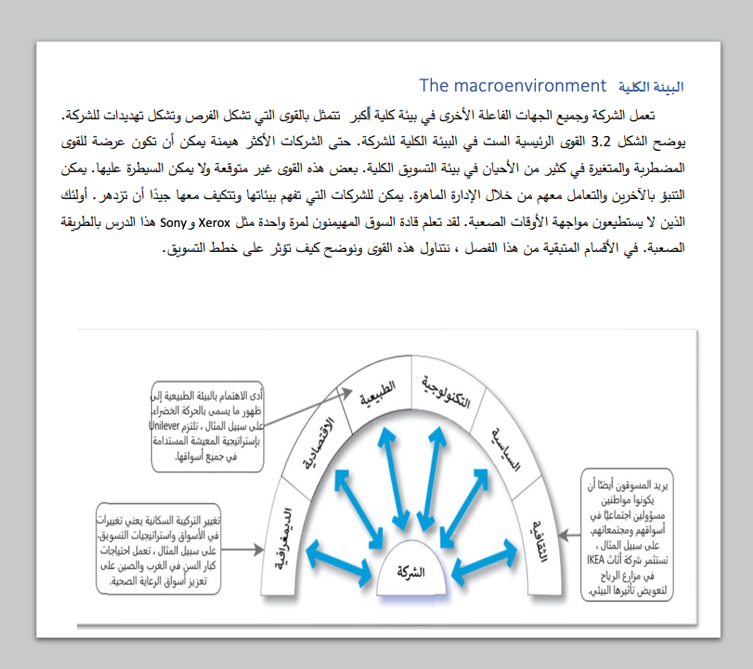 البيئة الكلية The macroenvironment
تعمل الشركة وجميع الجهات الفاعلة الأخرى في بيئة كلية أكبر تتمثل بالقوى التي تشكل الفرص وتشكل تهديدات للشركة.
يوضح الشكل 3.2 القوى الرئيسية الست في البيئة الكلية للشركة. حتى الشركات الأكثر هيمنة يمكن أن تكون عرضة للقوى
المضطربة والمتغيرة في كثير من الأحيان في بيئة التسويق الكلية. بعض هذه القوى غير متوقعة ولا يمكن السيطرة عليها. يمكن
التنبؤ بالآخرين والتعامل معهم من خلال الإدارة الماهرة. يمكن للشركات التي تفهم بيئاتها وتتكيف معها جيدًا أن تزدهر. أولئك
الذين لا يستطيعون مواجهة الأوقات الصعبة. لقد تعلم قادة السوق المهيمنون لمرة واحدة مثل Xerox و Sony هذا الدرس بالطريقة
الصعبة. في الأقسام المتبقية من هذا الفصل ، نتناول هذه القوى ونوضح كيف تؤثر على خطط التسويق.
أدى الاهتمام بالبيئة الطبيعية إلى
ظهور ما يسمى بالحركة الخضراء.
على سبيل المثال ، تلتزم Unilever
بإستراتيجية المعيشة المستدامة
في جميع أسواقها.
تغيير التركيبة السكانية يعني تغييرات
في الأسواق واستراتيجيات التسويق.
على سبيل المثال ، تعمل احتياجات
كبار السن في الغرب والصين على
تعزيز أسواق الرعاية الصحية.
الديمغرافية
الاقتصادية
الطبيعية
التكنولوجية
السياسية
الثقافية
الشركة
يريد المسوقون أيضًا أن
يكونوا مواطنين
مسؤولين اجتماعيًا في
أسواقهم ومجتمعاتهم.
على سبيل المثال ،
تستثمر شركة أثاث IKEA
في مزارع الرياح
لتعويض تأثيرها البيئي.